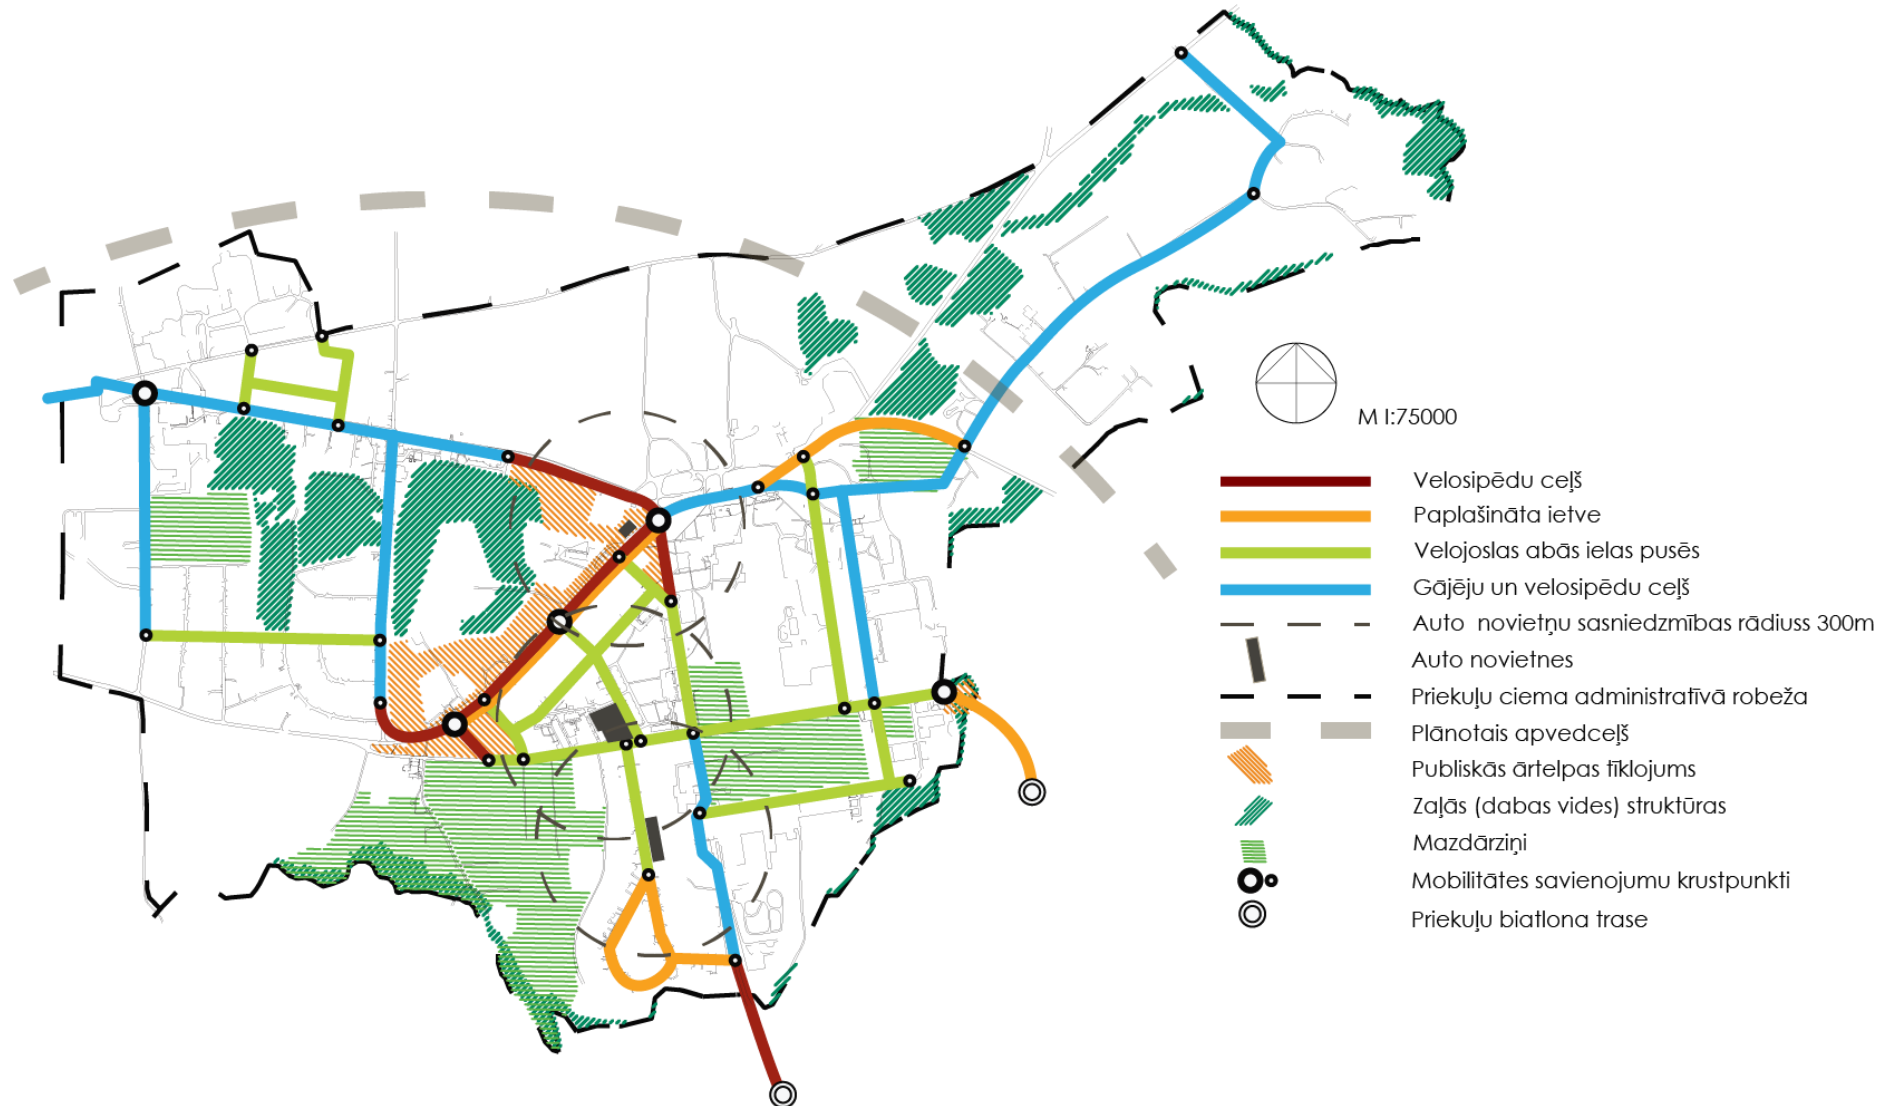 M I:75000
Velosipēdu ceļš
Paplašināta ietve
Velojoslas abās ielas pusēs
Gājēju un velosipēdu ceļš
Auto novietņu sasniedzmības rādiuss 300m
Auto novietnes
Priekuļu ciema administratīvā robeža
Plānotais apvedceļš
Publiskās ārtelpas tīklojums
Zaļās (dabas vides) struktūras
Mazdārziņi
Mobilitātes savienojumu krustpunkti
Priekuļu biatlona trase